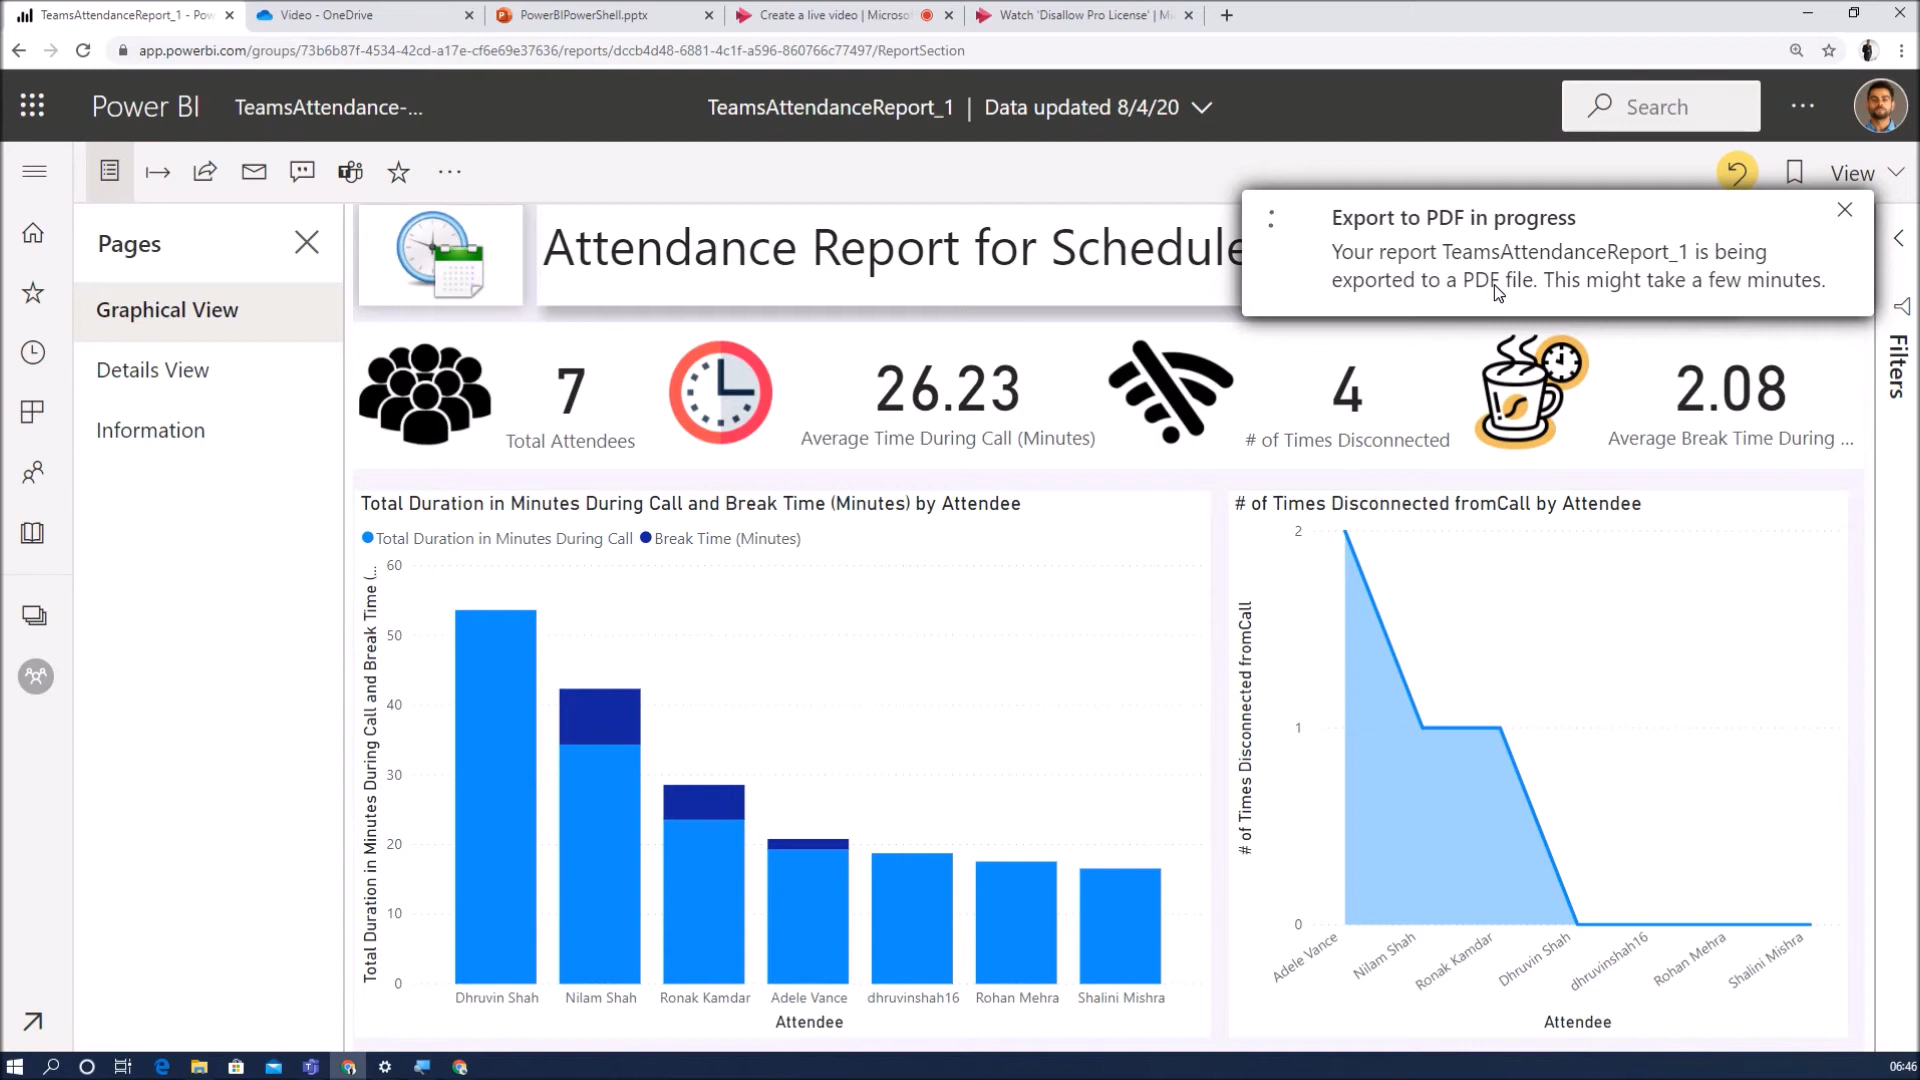 TeamsAttendanceReport_1 - Pow
Video - OneDrive
PowerBIPowerShell.pptx
Create a live video | Microso
Watch 'Disallow Pro License' | Mi
app.powerbi.com/groups/73b6b87f-4534-42cd-a17e-cf6e69e37636/reports/dccb4d48-6881-4c1f-a596-860766c77497/ReportSection
Power BI
TeamsAttendance-...
TeamsAttendanceReport_1 | Data updated 8/4/20
Search
View
Pages
Graphical View
Details View
Information
Attendance Report for Schedule
Export to PDF in progress
Your report TeamsAttendanceReport_1 is being
exported to a PDF file. This might take a few minutes.
Filters
7
Total Attendees
26.23
Average Time During Call (Minutes)
4
# of Times Disconnected
2.08
Average Break Time During ...
Total Duration in Minutes During Call and Break Time (Minutes) by Attendee
Total Duration in Minutes During Call
Break Time (Minutes)
Total Duration in Minutes During Call and Break Time (...
60
50
40
30
20
10
0
Dhruvin Shah
Nilam Shah
Ronak Kamdar
Adele Vance
dhruvinshah16
Rohan Mehra
Shalini Mishra
Attendee
# of Times Disconnected fromCall by Attendee
# of Times Disconnected fromCall
2
1
0
Adele Vance
Nilam Shah
Ronak Kamdar
Dhruvin Shah
dhruvinshah16
Rohan Mehra
Shalini Mishra
Attendee
06:46